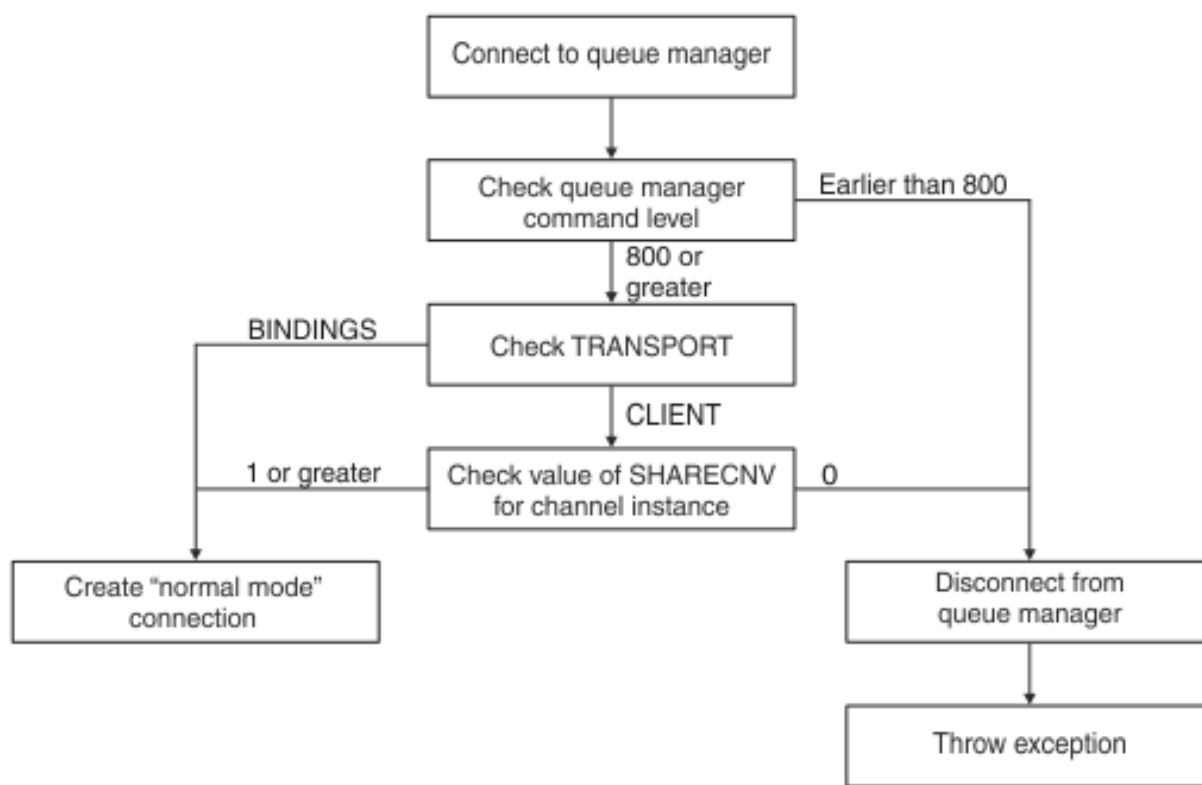 Connect to queue manager
Check queue manager
command level
Earlier than 800
800 or
greater
BINDINGS
Check TRANSPORT
CLIENT
1 or greater
Check value of SHARECNV
for channel instance
0
Create “normal mode”
connection
Disconnect from
queue manager
Throw exception